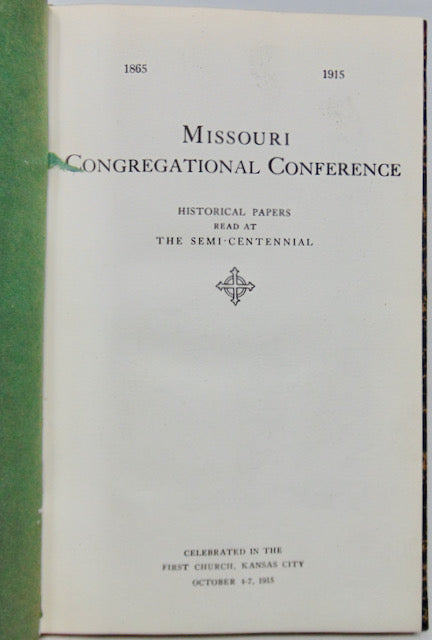 1865 1915
MISSOURI
CONGREGATIONAL CONFERENCE
HISTORICAL PAPERS
READ AT
THE SEMI-CENTENNIAL
CELEBRATED IN THE
FIRST CHURCH, KANSAS CITY
OCTOBER 4-7, 1915